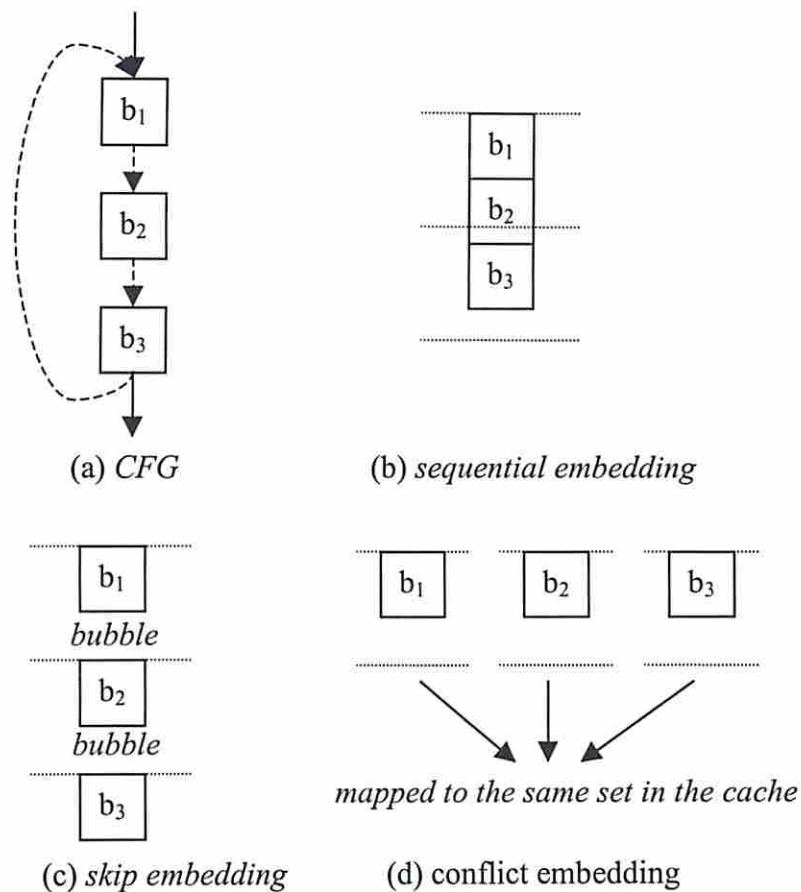 b₁
b₂
b₃
(a) CFG
b₁
b₂
b₃
(b) sequential embedding
b₁
bubble
b₂
bubble
b₃
(c) skip embedding
b₁ b₂ b₃
mapped to the same set in the cache
(d) conflict embedding